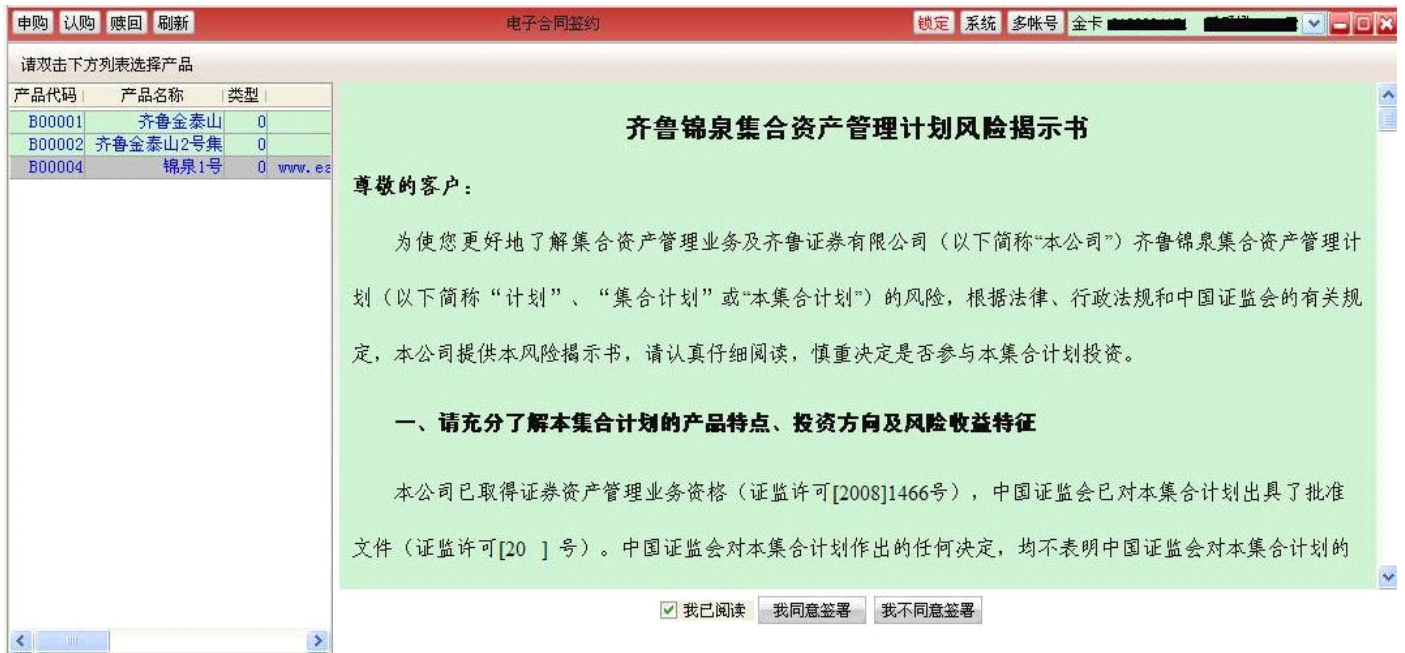 申购 认购 赎回 刷新 电子合同签约 锁定 系统 多帐号 金卡
请双击下方列表选择产品
产品代码 产品名称 类型
B00001 齐鲁金泰山 0
B00002 齐鲁金泰山2号集 0
B00004 锦泉1号 0 www.ea
齐鲁锦泉集合资产管理计划风险揭示书
尊敬的客户：
为使您更好地了解集合资产管理业务及齐鲁证券有限公司（以下简称“本公司”）齐鲁锦泉集合资产管理计
划（以下简称“计划”、“集合计划”或“本集合计划”）的风险，根据法律、行政法规和中国证监会的有关规
定，本公司提供本风险揭示书，请认真仔细阅读，慎重决定是否参与本集合计划投资。
一、请充分了解本集合计划的产品特点、投资方向及风险收益特征
本公司已取得证券资产管理业务资格（证监许可[2008]1466号），中国证监会已对本集合计划出具了批准
文件（证监许可[20 ] 号）。中国证监会对本集合计划作出的任何决定，均不表明中国证监会对本集合计划的
我已阅读 我同意签署 我不同意签署